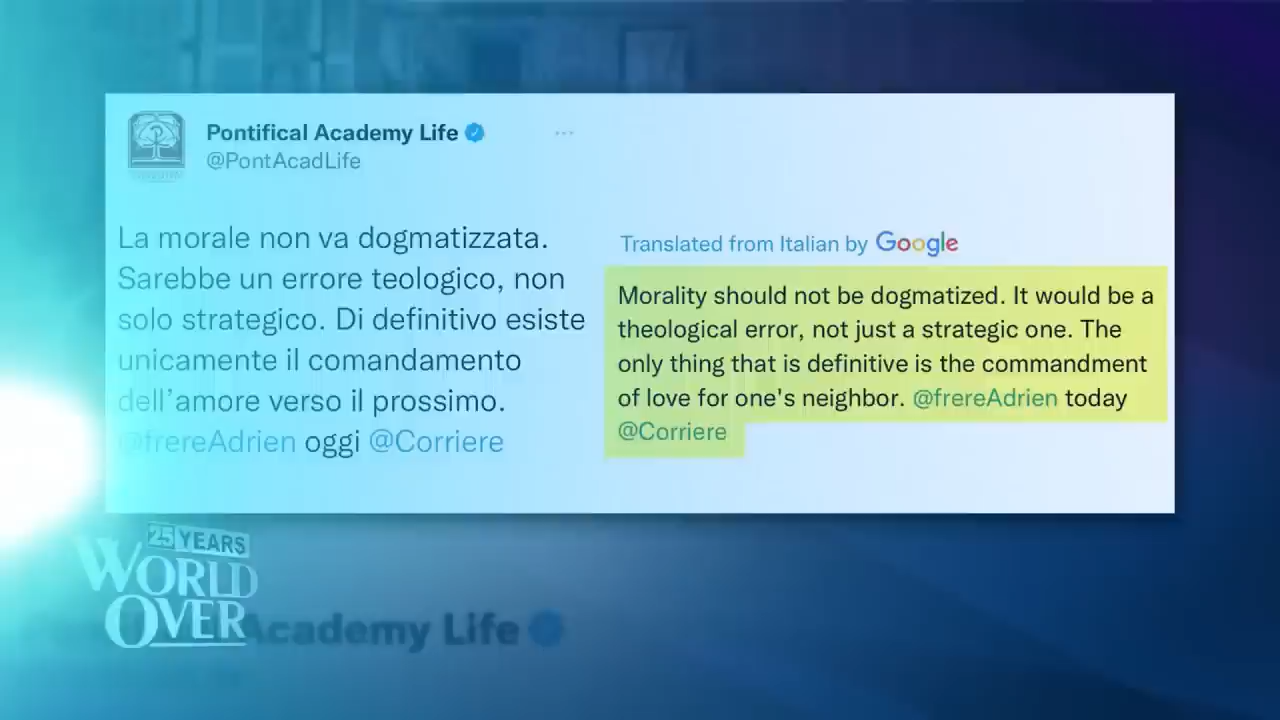 Pontifical Academy Life
@PontAcadLife
La morale non va dogmatizzata.
Sarebbe un errore teologico, non
solo strategico. Di definitivo esiste
unicamente il comandamento
dell’amore verso il prossimo.
@frereAdrien oggi @Corriere
Translated from Italian by Google
Morality should not be dogmatized. It would be a
theological error, not just a strategic one. The
only thing that is definitive is the commandment
of love for one's neighbor. @frereAdrien today
@Corriere
25 YEARS
WORLD
OVER
Academy Life